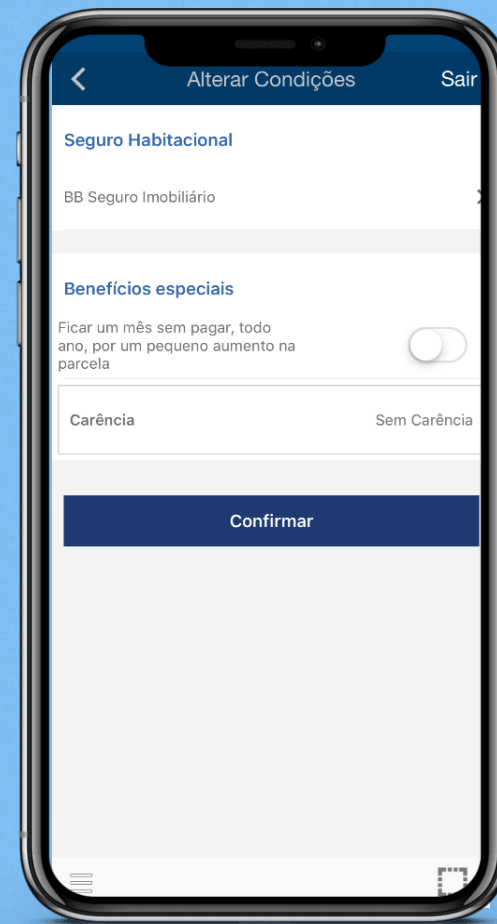 Alterar Condições
Sair
Seguro Habitacional
BB Seguro Imobiliário
Benefícios especiais
Ficar um mês sem pagar, todo
ano, por um pequeno aumento na
parcela
Carência
Sem Carência
Confirmar